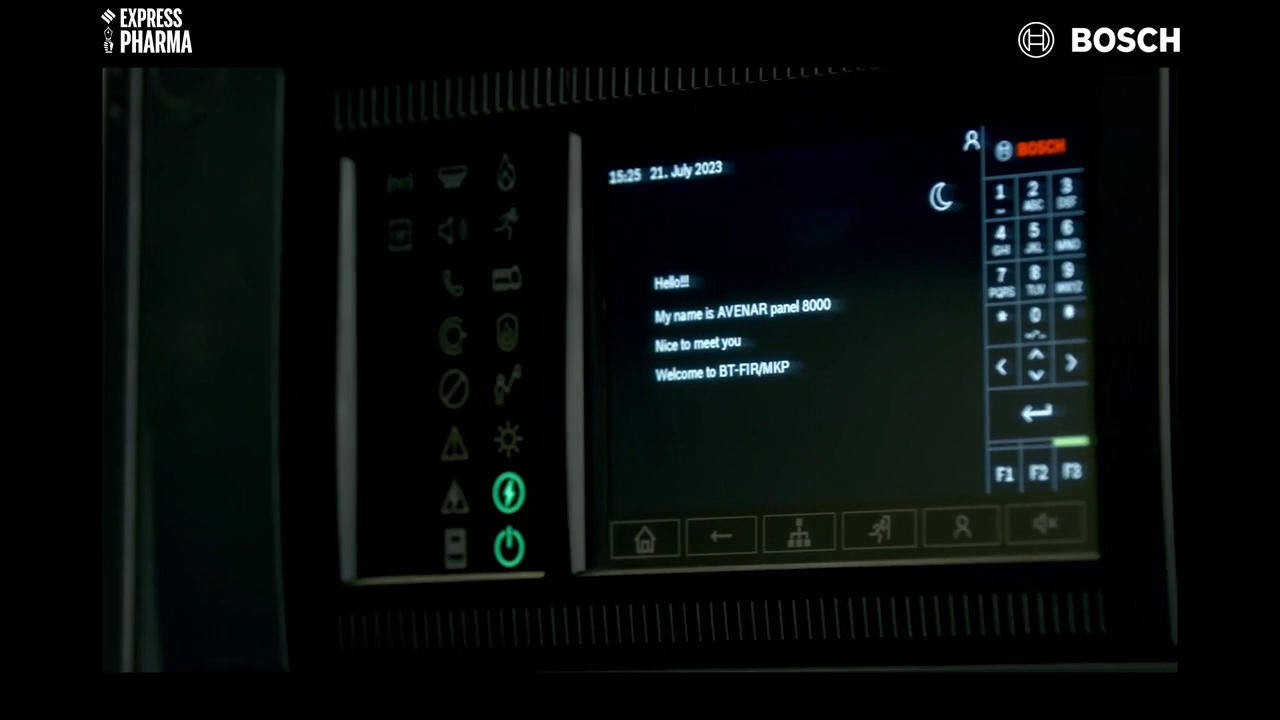 EXPRESS
PHARMA
BOSCH
15:25 21. July 2023
BOSCH
Hello!!!
My name is AVENAR panel 8000
Nice to meet you
Welcome to BT-FIR/MKP
1 2 3
ABC DEF
4 5 6
GHI JKL MNO
7 8 9
PQRS TUV WXYZ
* 0
F1 F2 F3